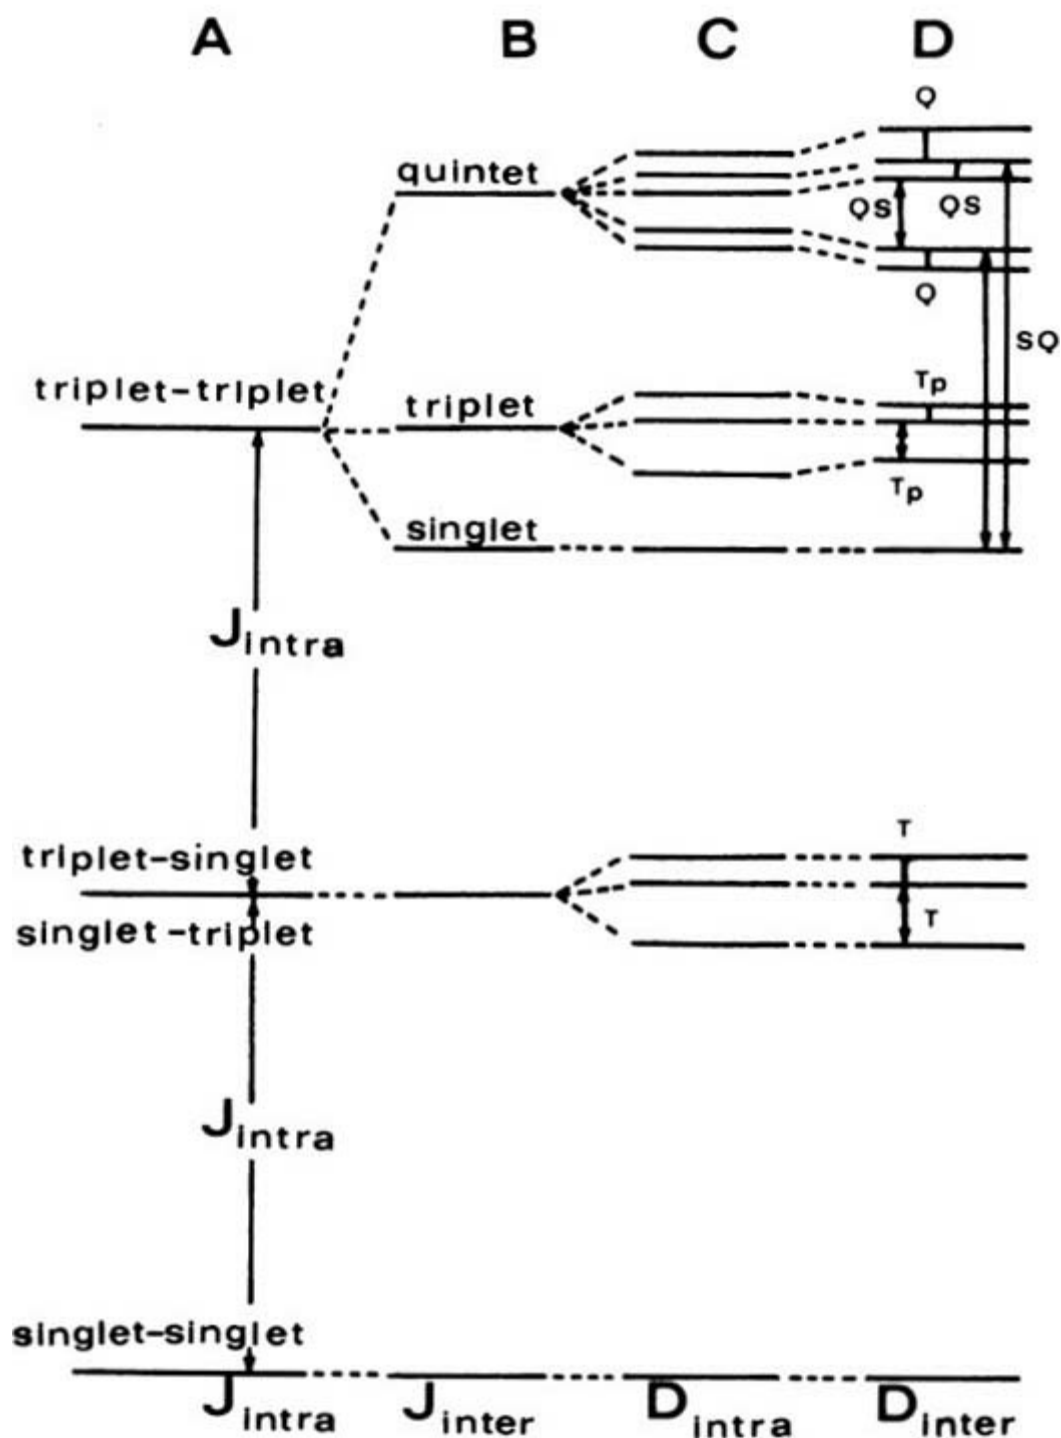 A B C D
Q
quintet
QS QS
Q
SQ
triplet-triplet
triplet
Tp
Tp
singlet
Jintra
T
triplet-singlet
singlet-triplet
T
Jintra
singlet-singlet
Jintra Jinter Dintra Dinter